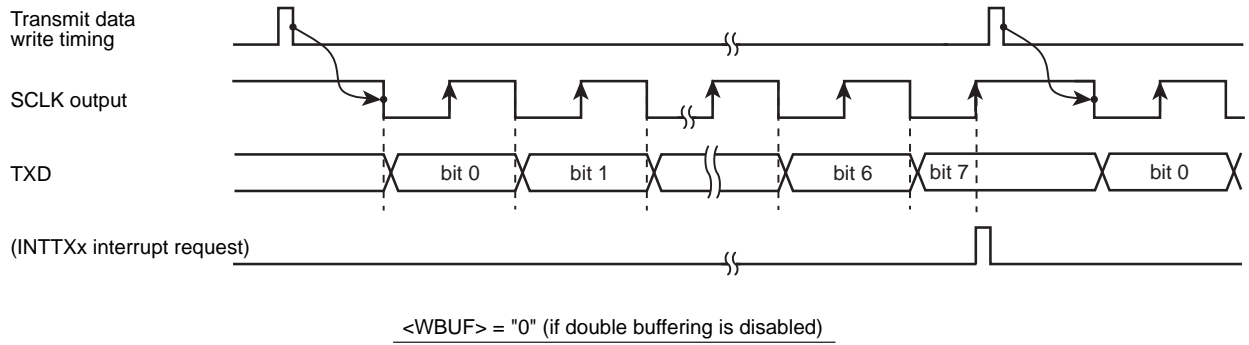 Transmit data
write timing
SCLK output
TXD
bit 0
bit 1
bit 6
bit 7
bit 0
(INTTXx interrupt request)
<WBUF> = "0" (if double buffering is disabled)